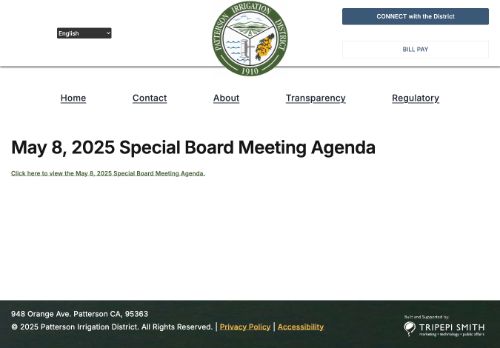 English
PATTERSON IRRIGATION DISTRICT
1910
CONNECT with the District
BILL PAY
Home
Contact
About
Transparency
Regulatory
May 8, 2025 Special Board Meeting Agenda
Click here to view the May 8, 2025 Special Board Meeting Agenda.
948 Orange Ave. Patterson CA, 95363
© 2025 Patterson Irrigation District. All Rights Reserved. | Privacy Policy | Accessibility
Built and Supported by:
TRIPEPI SMITH
marketing • technology • public affairs